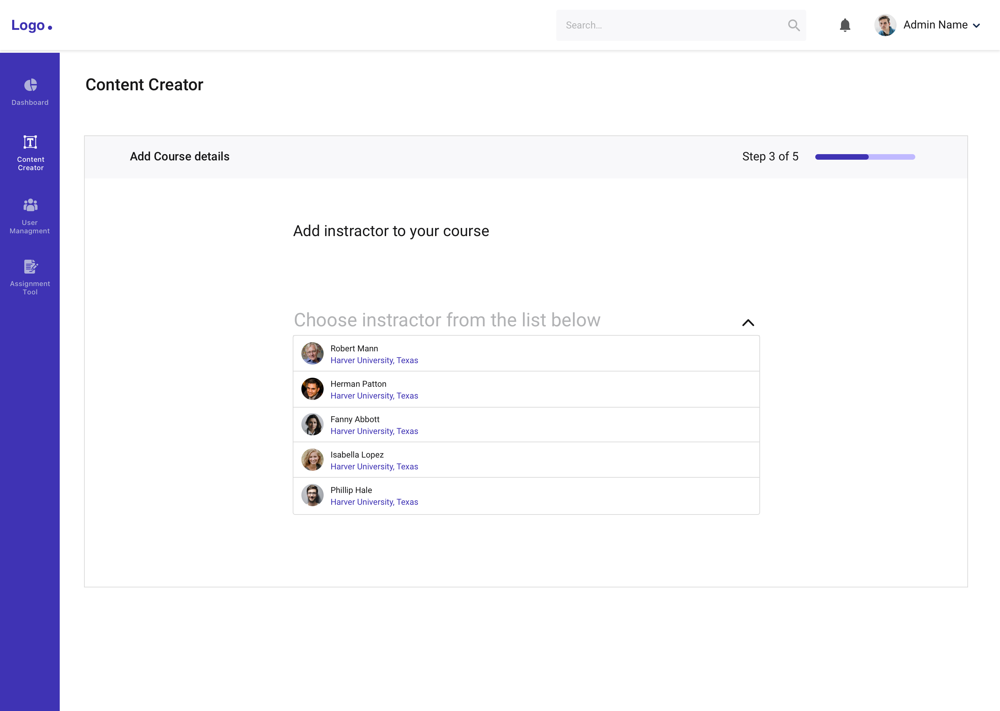 Logo.
Search...
Admin Name
Dashboard
Content
Creator
User
Managment
Assignment
Tool
Content Creator
Add Course details
Step 3 of 5
Add instractor to your course
Choose instractor from the list below
Robert Mann
Harver University, Texas
Herman Patton
Harver University, Texas
Fanny Abbott
Harver University, Texas
Isabella Lopez
Harver University, Texas
Phillip Hale
Harver University, Texas